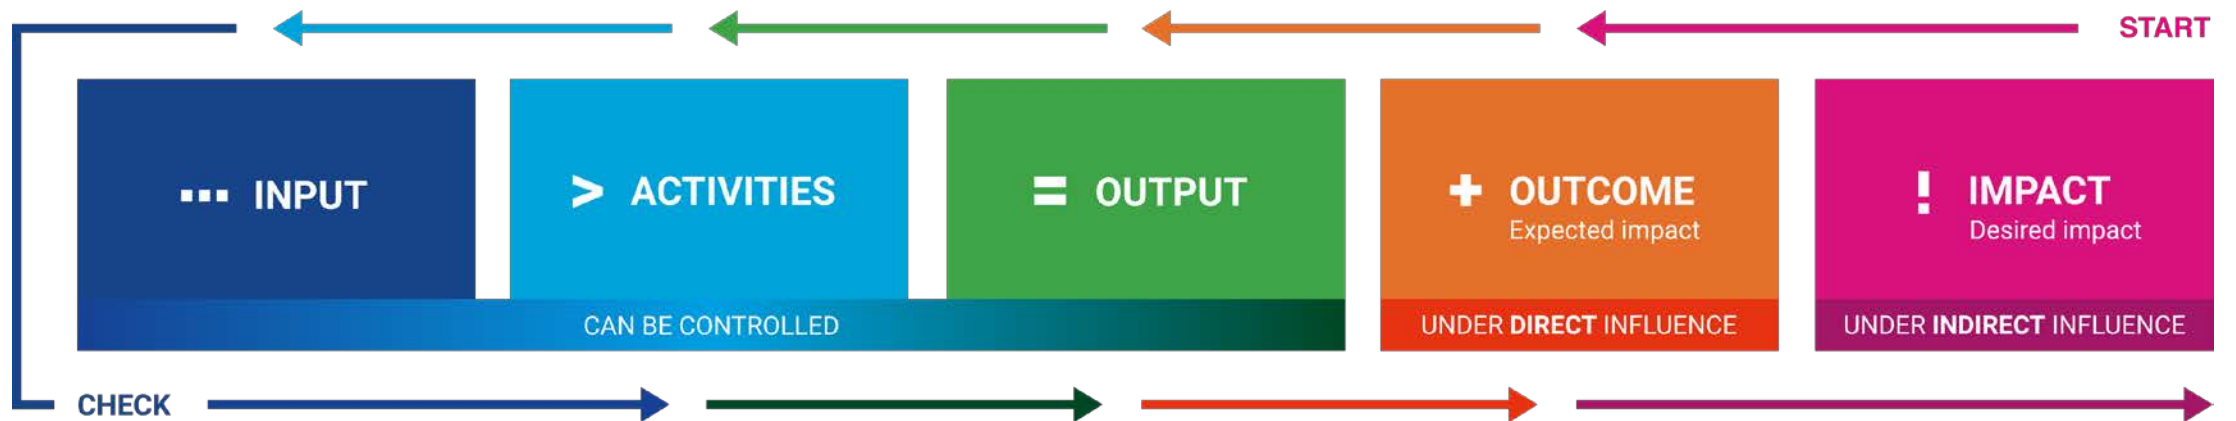 START
... INPUT
> ACTIVITIES
= OUTPUT
+ OUTCOME
Expected impact
! IMPACT
Desired impact
CAN BE CONTROLLED
UNDER DIRECT INFLUENCE
UNDER INDIRECT INFLUENCE
CHECK